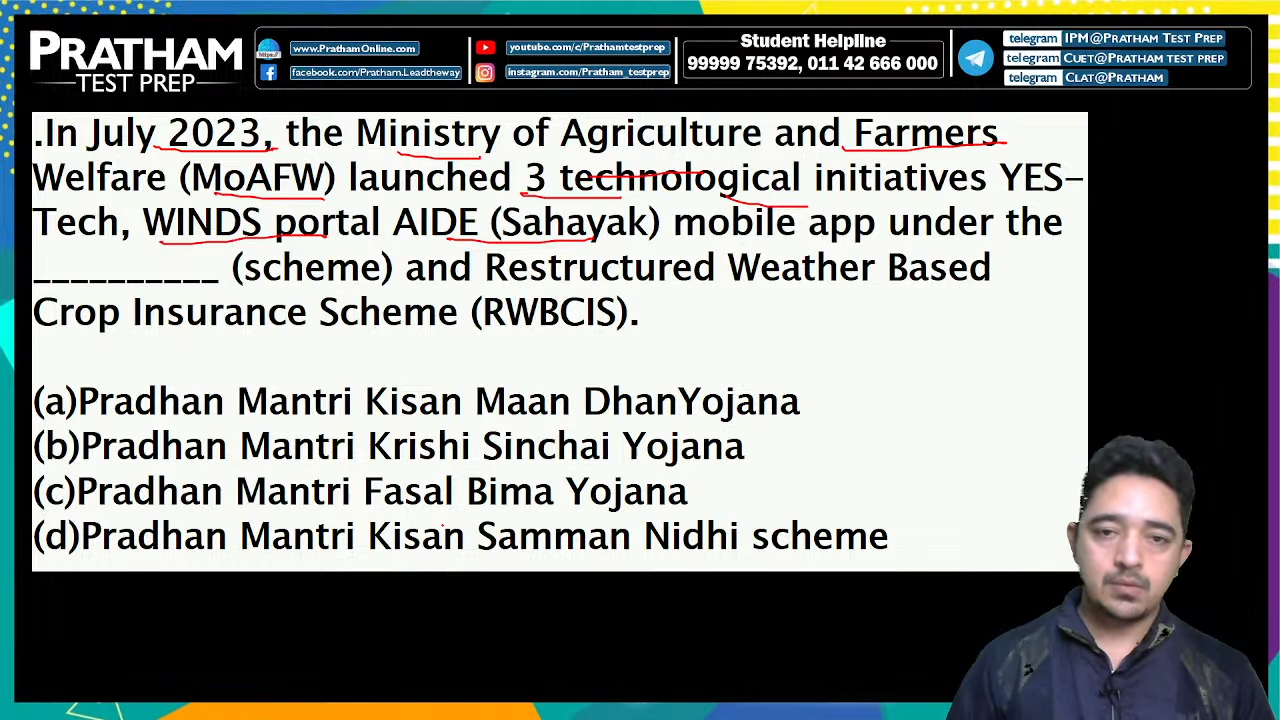 PRATHAM
TEST PREP
https://
www.PrathamOnline.com
facebook.com/Pratham.Leadtheway
youtube.com/c/Prathamtestprep
instagram.com/Pratham_testprep
Student Helpline
99999 75392, 011 42 666 000
telegram IPM@PRATHAM TEST PREP
telegram CUET@PRATHAM TEST PREP
telegram CLAT@PRATHAM
.In July 2023, the Ministry of Agriculture and Farmers
Welfare (MoAFW) launched 3 technological initiatives YES-
Tech, WINDS portal AIDE (Sahayak) mobile app under the
__________ (scheme) and Restructured Weather Based
Crop Insurance Scheme (RWBCIS).
(a)Pradhan Mantri Kisan Maan DhanYojana
(b)Pradhan Mantri Krishi Sinchai Yojana
(c)Pradhan Mantri Fasal Bima Yojana
(d)Pradhan Mantri Kisan Samman Nidhi scheme